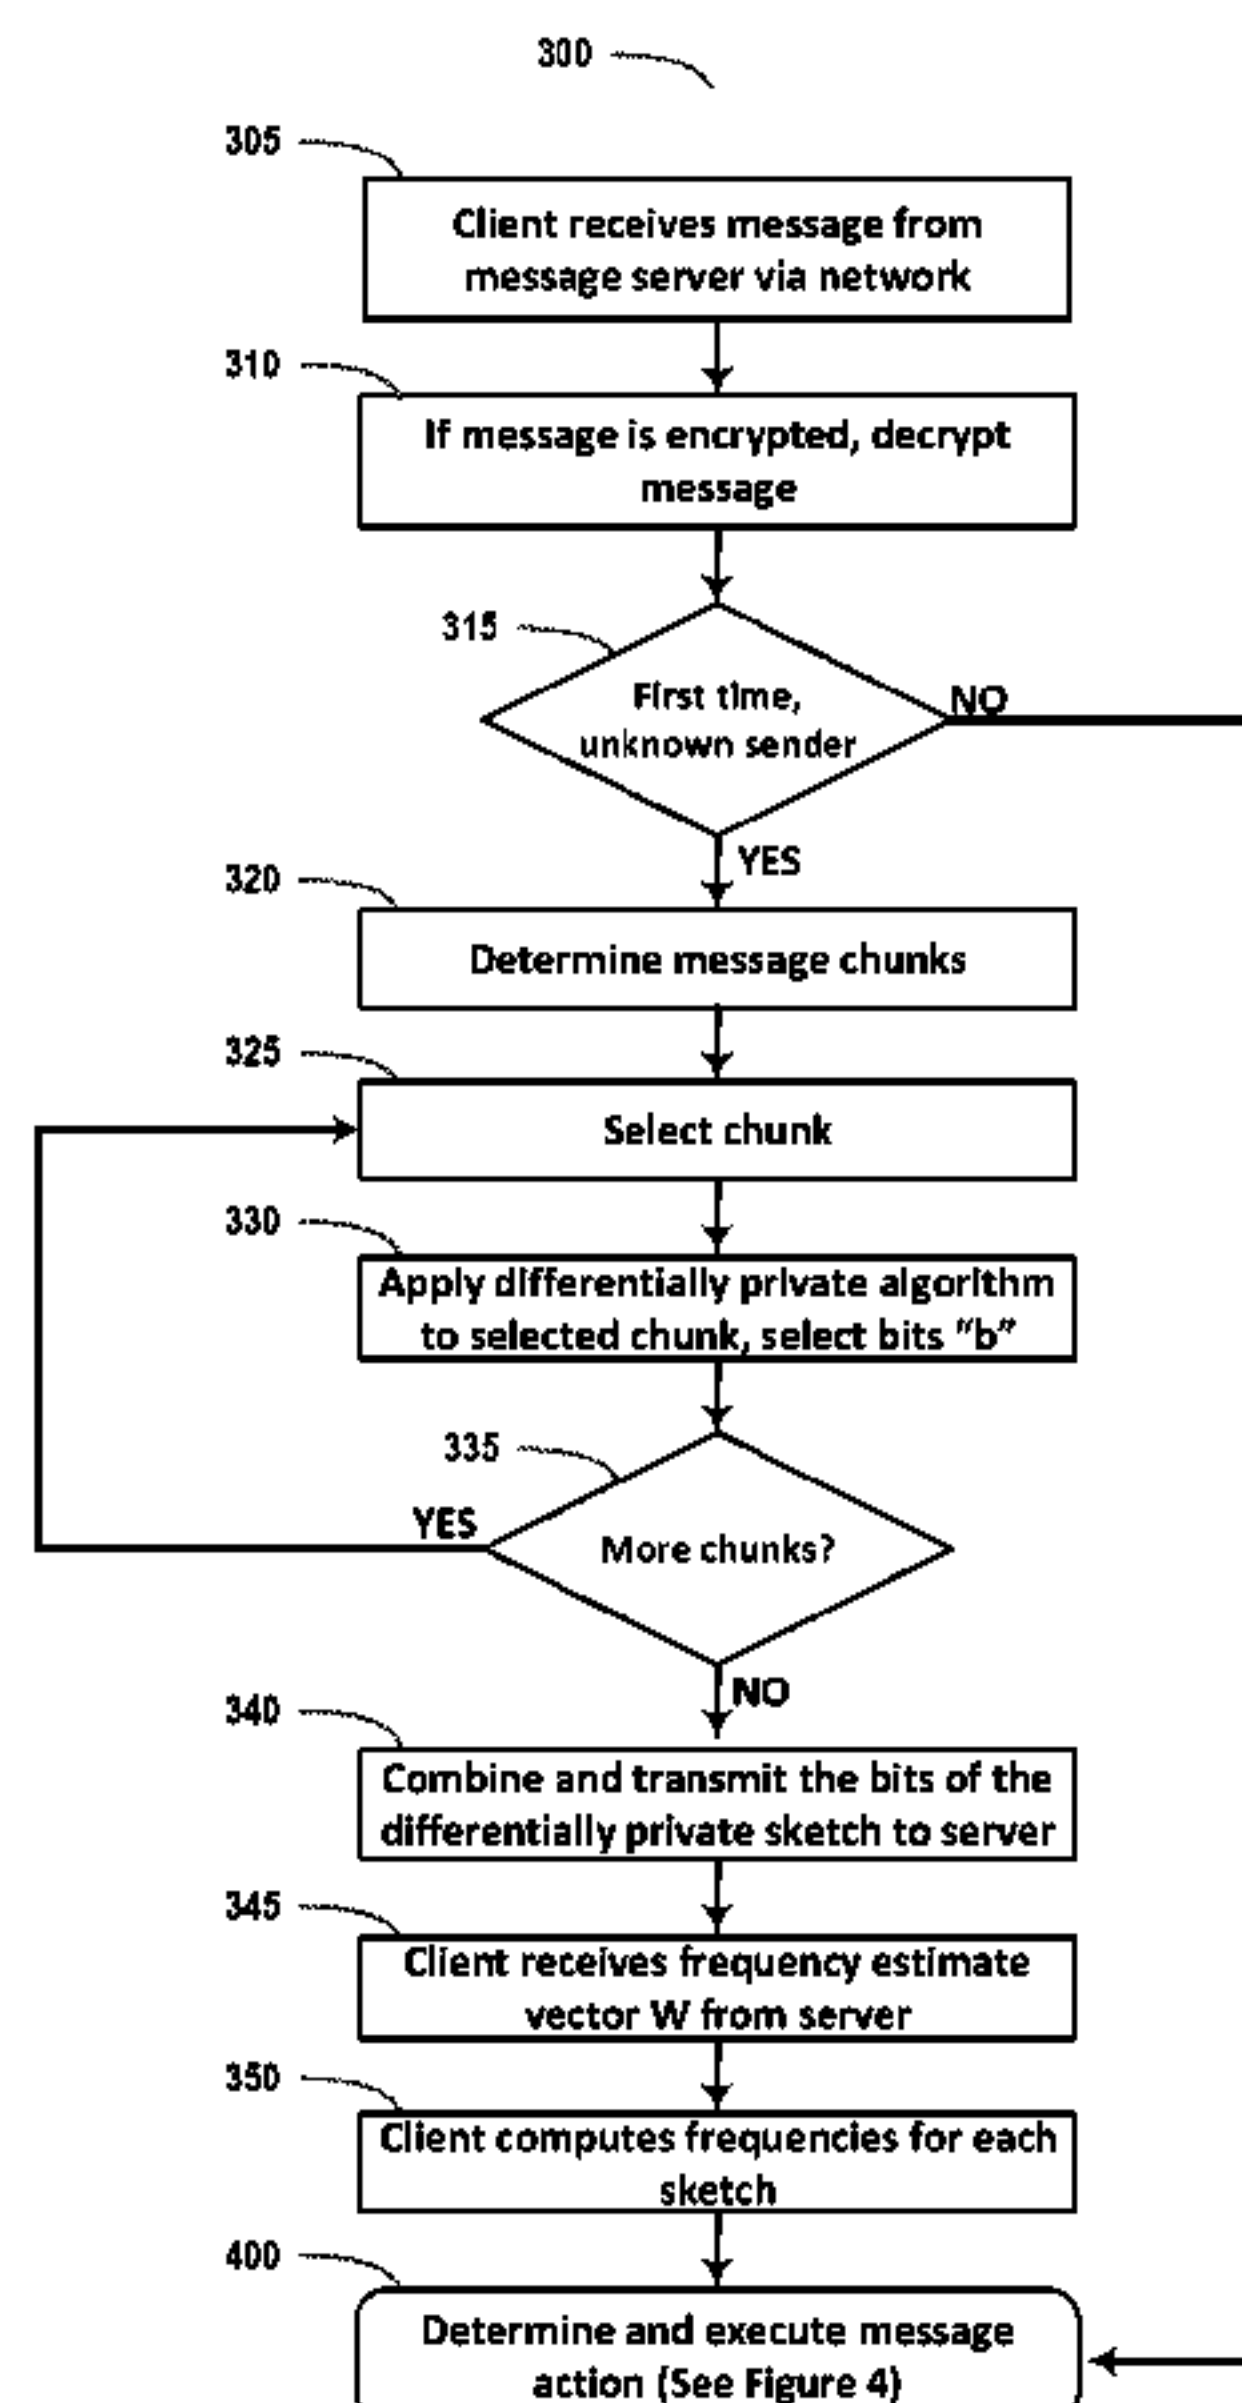 300
305
Client receives message from
message server via network
310
If message is encrypted, decrypt
message
315
First time,
unknown sender
NO
YES
320
Determine message chunks
325
Select chunk
330
Apply differentially private algorithm
to selected chunk, select bits "b"
335
More chunks?
YES
NO
340
Combine and transmit the bits of the
differentially private sketch to server
345
Client receives frequency estimate
vector W from server
350
Client computes frequencies for each
sketch
400
Determine and execute message
action (See Figure 4)